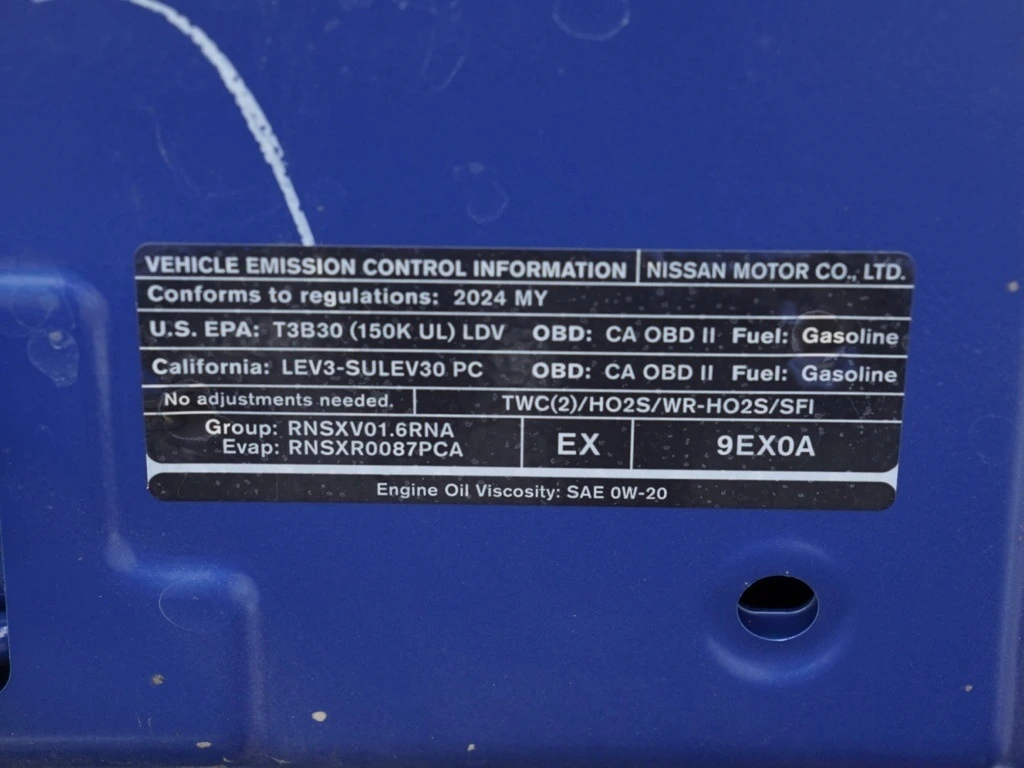 VEHICLE EMISSION CONTROL INFORMATION NISSAN MOTOR CO., LTD.
Conforms to regulations: 2024 MY
U.S. EPA: T3B30 (150K UL) LDV OBD: CA OBD II Fuel: Gasoline
California: LEV3-SULEV30 PC OBD: CA OBD II Fuel: Gasoline
No adjustments needed. TWC(2)/HO2S/WR-HO2S/SFI
Group: RNSXV01.6RNA
Evap: RNSXR0087PCA
EX
9EX0A
Engine Oil Viscosity: SAE 0W-20